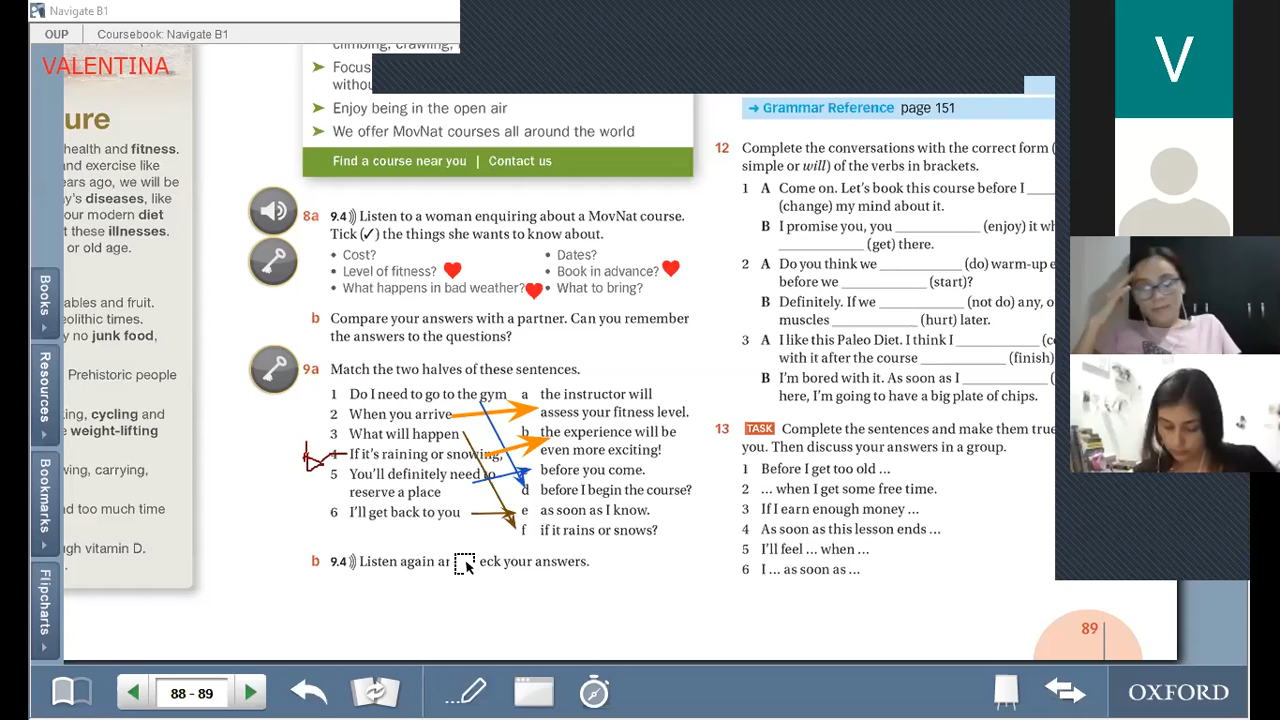 Navigate B1
OUP
Coursebook: Navigate B1
VALENTINA
ure
health and fitness.
and exercise like
ears ago, we will be
y's diseases, like
our modern diet
t these illnesses.
or old age.
ables and fruit.
eolithic times.
y no junk food,
Prehistoric people
king, cycling and
e weight-lifting
wing, carrying,
nd too much time
ugh vitamin D.
climbing, crawling,
➤ Focus
withou
➤ Enjoy being in the open air
➤ We offer MovNat courses all around the world
Find a course near you | Contact us
8a 9.4 Listen to a woman enquiring about a MovNat course.
Tick (✓) the things she wants to know about.
• Cost?
• Level of fitness?
• What happens in bad weather?
• Dates?
• Book in advance?
• What to bring?
b Compare your answers with a partner. Can you remember
the answers to the questions?
9a Match the two halves of these sentences.
1 Do I need to go to the gym
2 When you arrive
3 What will happen
4 If it's raining or snowing,
5 You'll definitely need to
reserve a place
6 I'll get back to you
a the instructor will
assess your fitness level.
b the experience will be
even more exciting!
before you come.
d before I begin the course?
e as soon as I know.
f if it rains or snows?
b 9.4 Listen again an eck your answers.
➔ Grammar Reference page 151
12 Complete the conversations with the correct form (
simple or will) of the verbs in brackets.
1 A Come on. Let's book this course before I ____
(change) my mind about it.
B I promise you, you ____________ (enjoy) it wh
____________ (get) there.
2 A Do you think we ____________ (do) warm-up e
before we ____________ (start)?
B Definitely. If we ____________ (not do) any, o
muscles ____________ (hurt) later.
3 A I like this Paleo Diet. I think I ____________ (c
with it after the course ____________ (finish)
B I'm bored with it. As soon as I ____________ (
here, I'm going to have a big plate of chips.
13 TASK Complete the sentences and make them true
you. Then discuss your answers in a group.
1 Before I get too old ...
2 ... when I get some free time.
3 If I earn enough money ...
4 As soon as this lesson ends ...
5 I'll feel ... when ...
6 I ... as soon as ...
89
Books
Resources
Bookmarks
Flipcharts
V
88 - 89
OXFORD